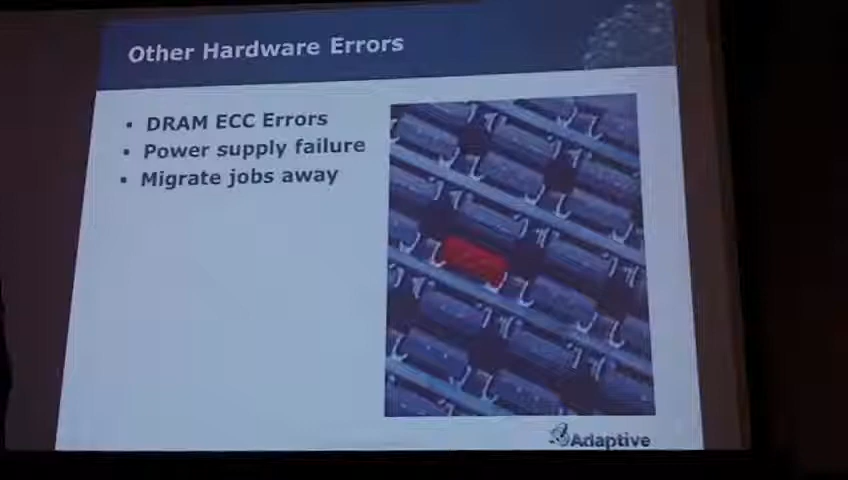 Other Hardware Errors
DRAM ECC Errors
Power supply failure
Migrate jobs away
Adaptive